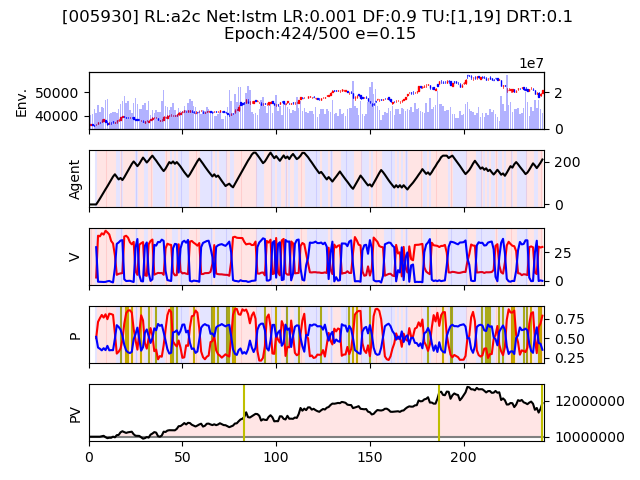 [005930] RL:a2c Net:lstm LR:0.001 DF:0.9 TU:[1,19] DRT:0.1
Epoch:424/500 e=0.15
1e7
Env.
50000
40000
2
0
Agent
200
0
V
25
0
P
0.75
0.50
0.25
PV
12000000
10000000
0 50 100 150 200